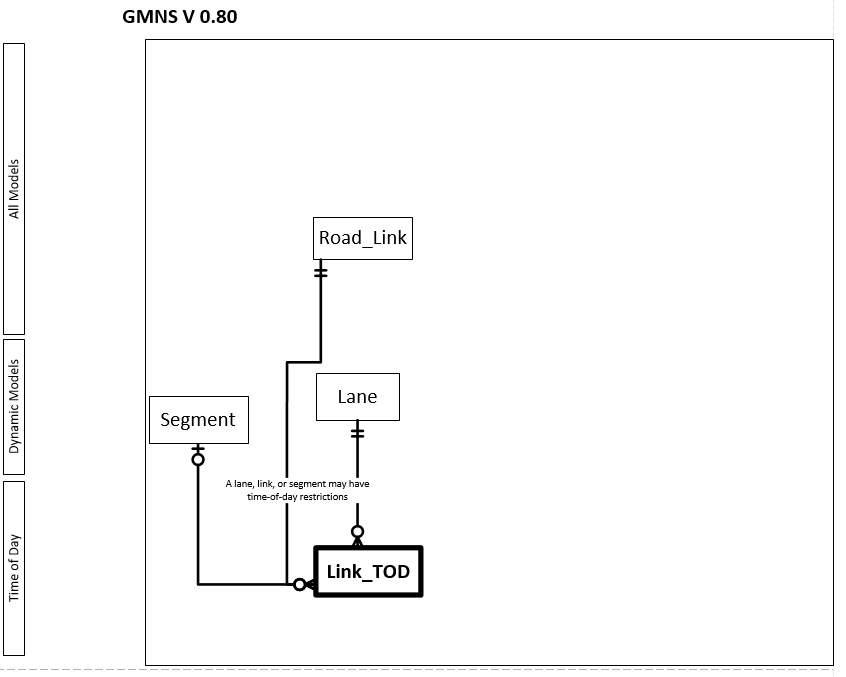 GMNS V 0.80
All Models
Road_Link
Dynamic Models
Lane
Segment
A lane, link, or segment may have
time-of-day restrictions
Time of Day
Link_TOD